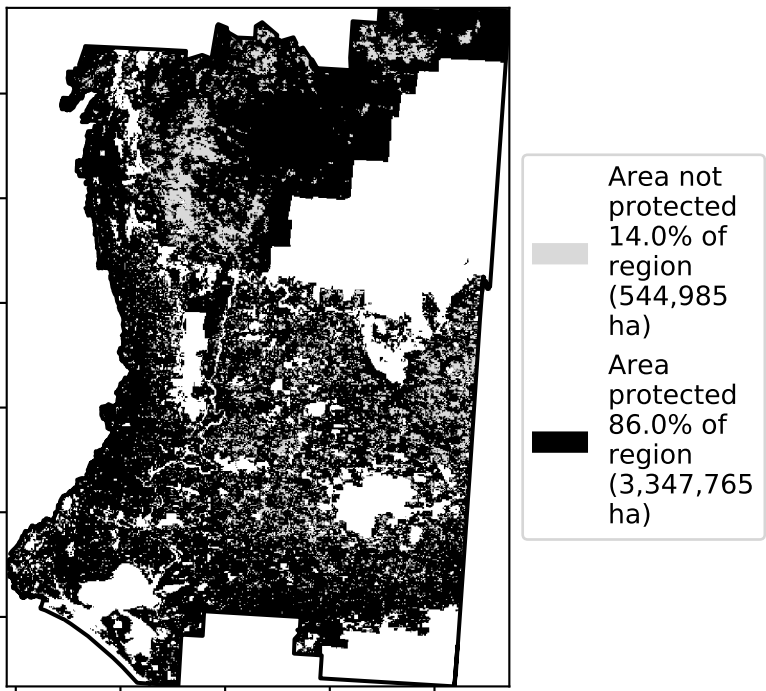 Area not
protected
14.0% of
region
(544,985
ha)
Area
protected
86.0% of
region
(3,347,765
ha)